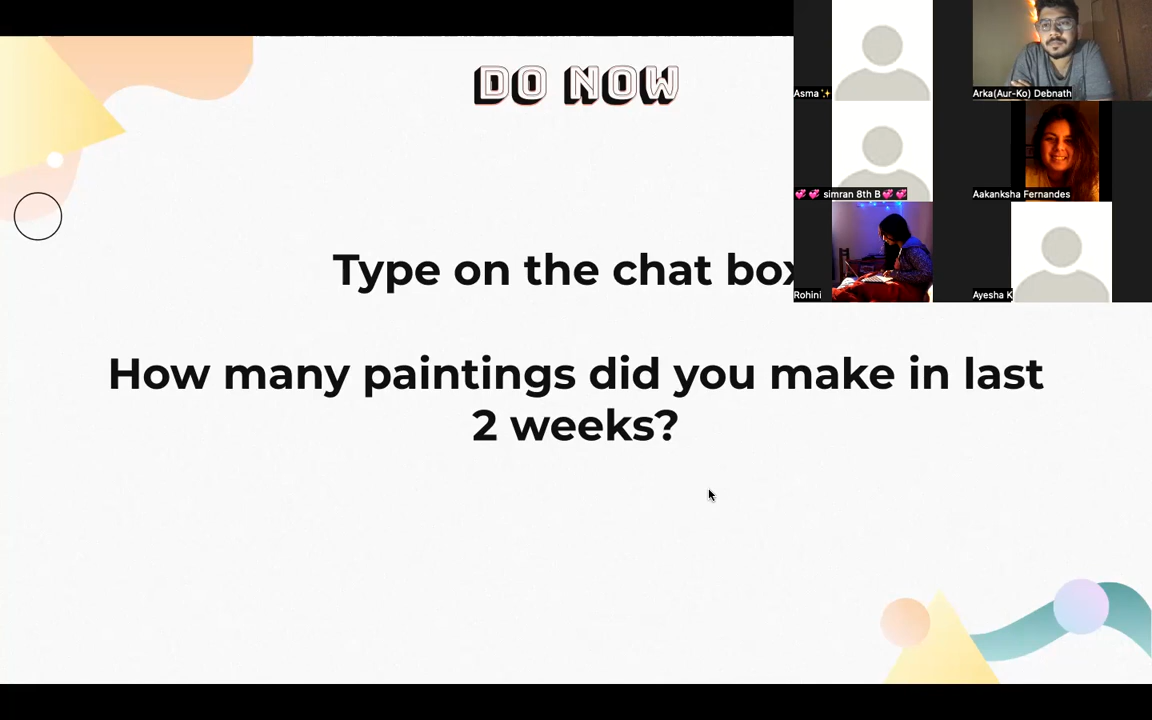 DO NOW
Type on the chat box
How many paintings did you make in last
2 weeks?
Asma✨
Arka(Aur-Ko) Debnath
💞 💞 simran 8th B💞 💞
Aakanksha Fernandes
Rohini
Ayesha K